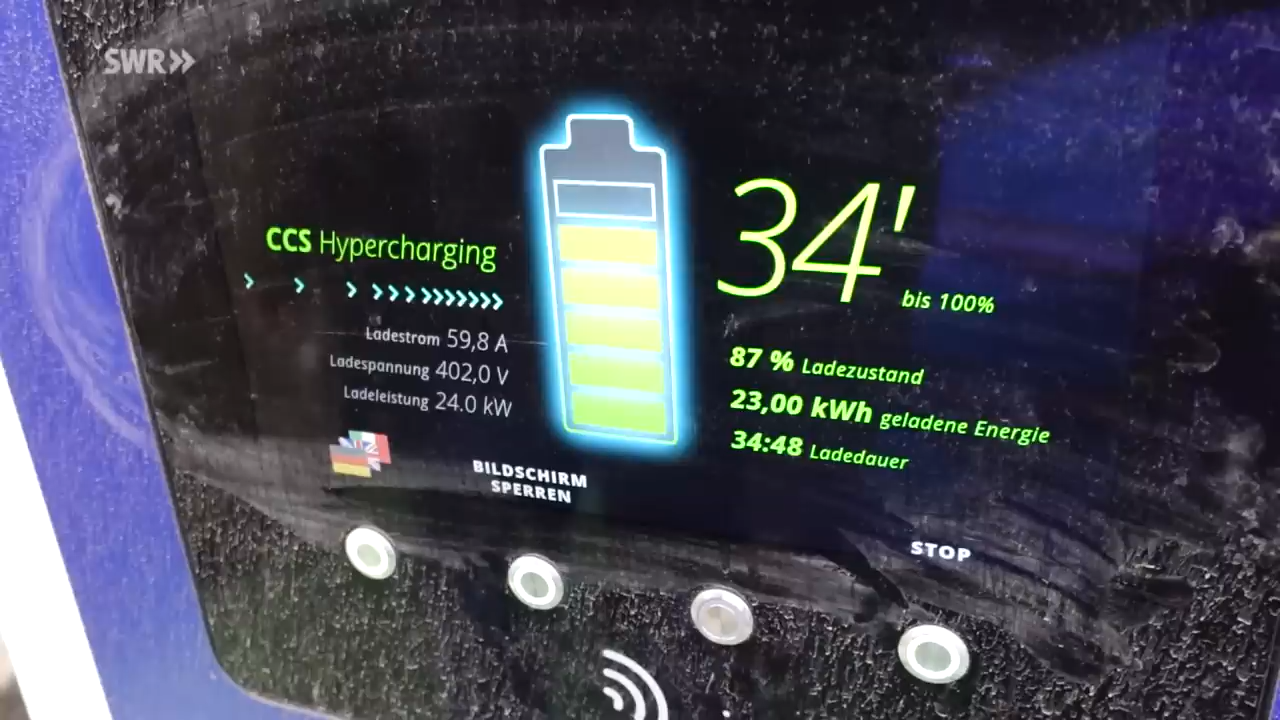 SWR»
CCS Hypercharging
Ladestrom 59,8 A
Ladespannung 402,0 V
Ladeleistung 24.0 kW
34'
bis 100%
87 % Ladezustand
23,00 kWh geladene Energie
34:48 Ladedauer
BILDSCHIRM
SPERREN
STOP